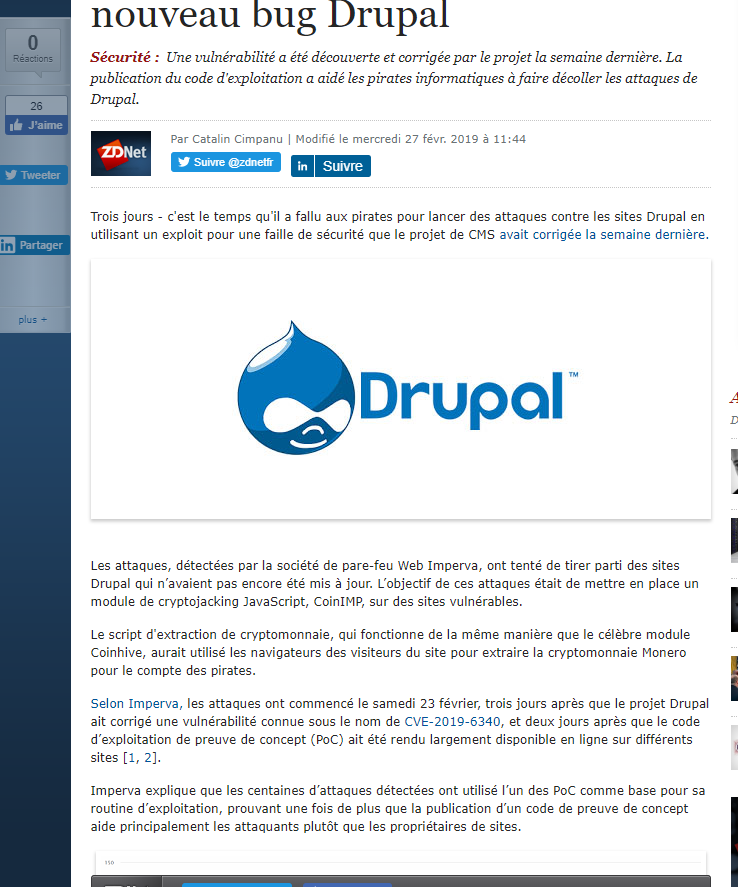 nouveau bug Drupal
Sécurité : Une vulnérabilité a été découverte et corrigée par le projet la semaine dernière. La
publication du code d'exploitation a aidé les pirates informatiques à faire décoller les attaques de
Drupal.
0
Réactions
26
J'aime
Tweeter
Partager
plus +
ZDNet
Par Catalin Cimpanu | Modifié le mercredi 27 févr. 2019 à 11:44
Suivre @zdnetfr
in Suivre
Trois jours - c'est le temps qu'il a fallu aux pirates pour lancer des attaques contre les sites Drupal en
utilisant un exploit pour une faille de sécurité que le projet de CMS avait corrigée la semaine dernière.
Drupal™
Les attaques, détectées par la société de pare-feu Web Imperva, ont tenté de tirer parti des sites
Drupal qui n’avaient pas encore été mis à jour. L’objectif de ces attaques était de mettre en place un
module de cryptojacking JavaScript, CoinIMP, sur des sites vulnérables.
Le script d'extraction de cryptomonnaie, qui fonctionne de la même manière que le célèbre module
Coinhive, aurait utilisé les navigateurs des visiteurs du site pour extraire la cryptomonnaie Monero
pour le compte des pirates.
Selon Imperva, les attaques ont commencé le samedi 23 février, trois jours après que le projet Drupal
ait corrigé une vulnérabilité connue sous le nom de CVE-2019-6340, et deux jours après que le code
d’exploitation de preuve de concept (PoC) ait été rendu largement disponible en ligne sur différents
sites [1, 2].
Imperva explique que les centaines d’attaques détectées ont utilisé l’un des PoC comme base pour sa
routine d’exploitation, prouvant une fois de plus que la publication d’un code de preuve de concept
aide principalement les attaquants plutôt que les propriétaires de sites.